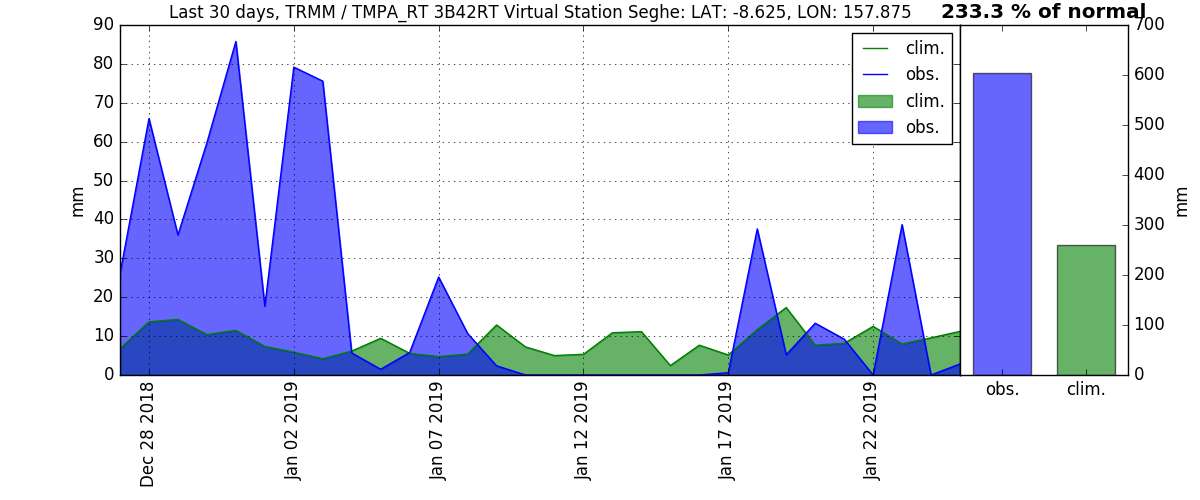 Last 30 days, TRMM / TMPA_RT 3B42RT Virtual Station Seghe: LAT: -8.625, LON: 157.875
233.3 % of normal
90
80
70
60
50
40
30
20
10
0
mm
clim.
obs.
clim.
obs.
Dec 28 2018
Jan 02 2019
Jan 07 2019
Jan 12 2019
Jan 17 2019
Jan 22 2019
700
600
500
400
300
200
100
0
mm
obs.
clim.